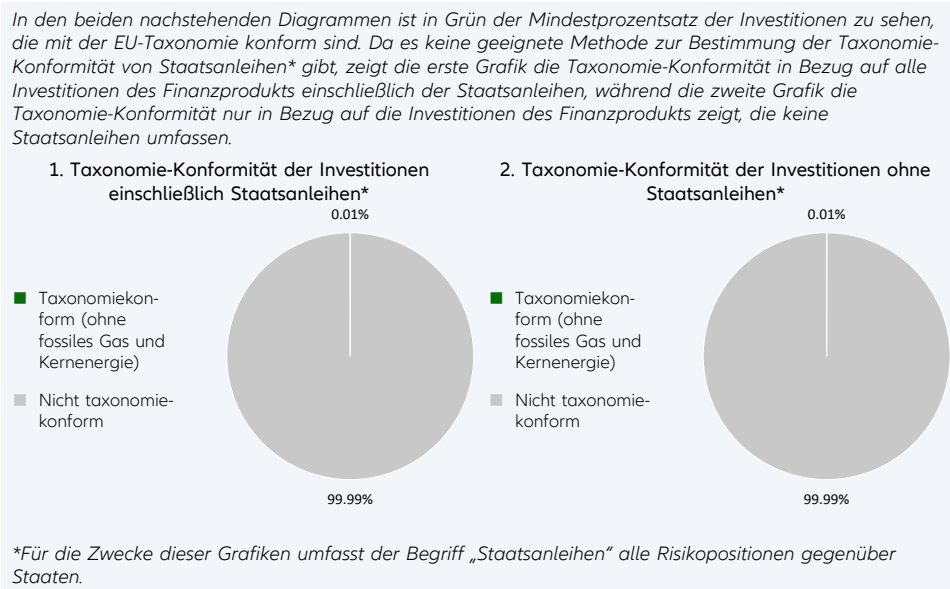 In den beiden nachstehenden Diagrammen ist in Grün der Mindestprozentsatz der Investitionen zu sehen,
die mit der EU-Taxonomie konform sind. Da es keine geeignete Methode zur Bestimmung der Taxonomie-
Konformität von Staatsanleihen* gibt, zeigt die erste Grafik die Taxonomie-Konformität in Bezug auf alle
Investitionen des Finanzprodukts einschließlich der Staatsanleihen, während die zweite Grafik die
Taxonomie-Konformität nur in Bezug auf die Investitionen des Finanzprodukts zeigt, die keine
Staatsanleihen umfassen.
1. Taxonomie-Konformität der Investitionen
einschließlich Staatsanleihen*
0.01%
Taxonomiekon-
form (ohne
fossiles Gas und
Kernenergie)
Nicht taxonomie-
konform
99.99%
2. Taxonomie-Konformität der Investitionen ohne
Staatsanleihen*
0.01%
Taxonomiekon-
form (ohne
fossiles Gas und
Kernenergie)
Nicht taxonomie-
konform
99.99%
*Für die Zwecke dieser Grafiken umfasst der Begriff „Staatsanleihen“ alle Risikopositionen gegenüber
Staaten.